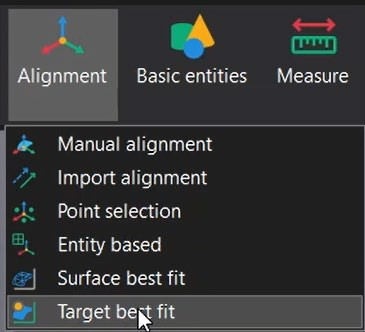 Alignment Basic entities Measure
Manual alignment
Import alignment
Point selection
Entity based
Surface best fit
Target best fit